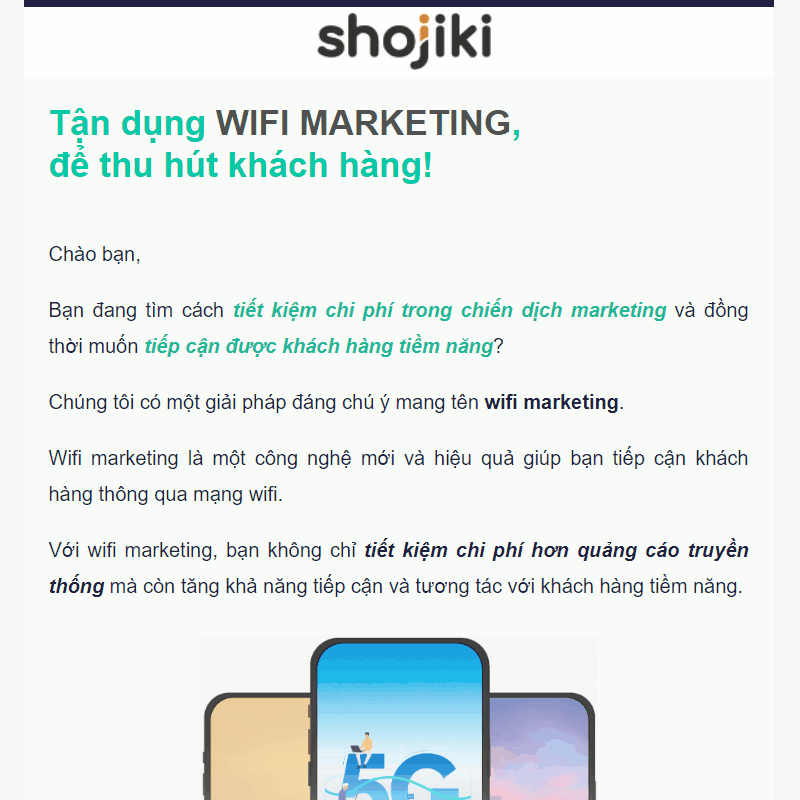 shojiki
Tận dụng WIFI MARKETING,
để thu hút khách hàng!
Chào bạn,
Bạn đang tìm cách tiết kiệm chi phí trong chiến dịch marketing và đồng
thời muốn tiếp cận được khách hàng tiềm năng?
Chúng tôi có một giải pháp đáng chú ý mang tên wifi marketing.
Wifi marketing là một công nghệ mới và hiệu quả giúp bạn tiếp cận khách
hàng thông qua mạng wifi.
Với wifi marketing, bạn không chỉ tiết kiệm chi phí hơn quảng cáo truyền
thống mà còn tăng khả năng tiếp cận và tương tác với khách hàng tiềm năng.
5G